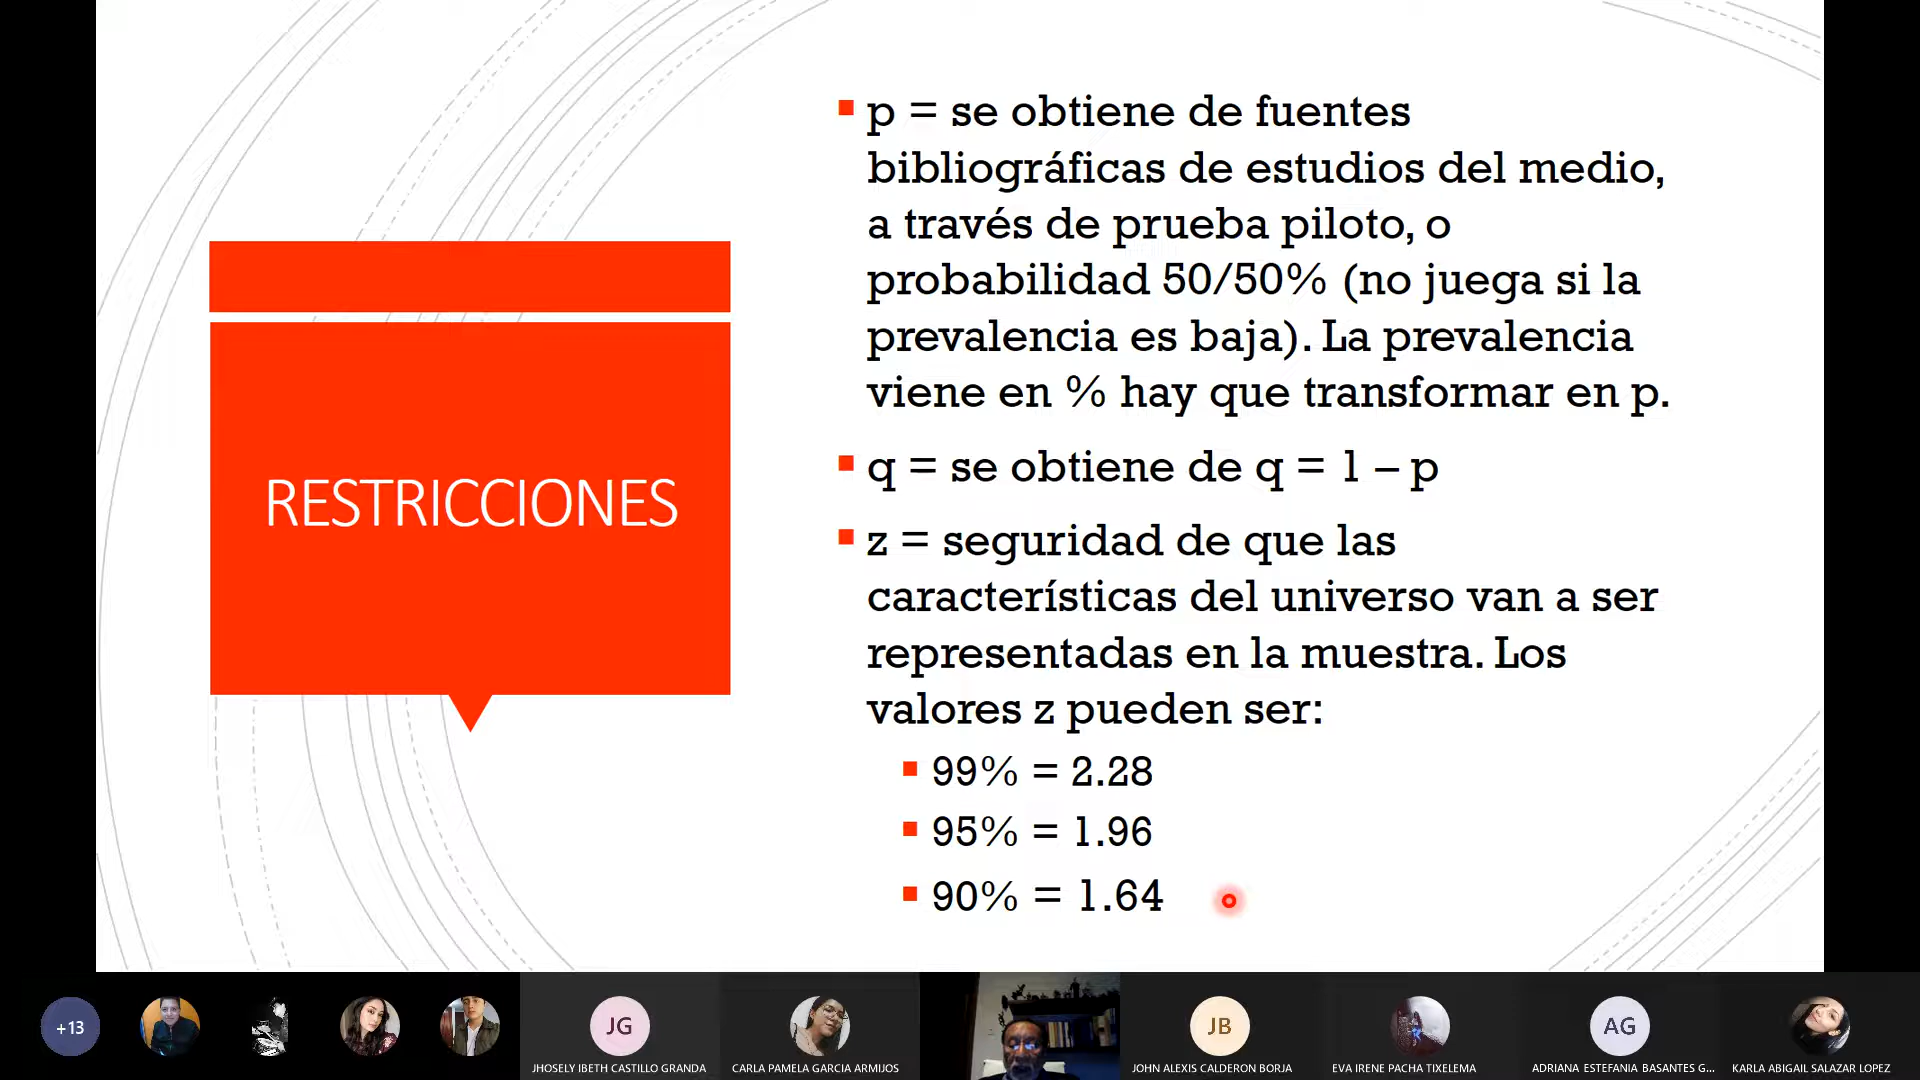 RESTRICCIONES
p = se obtiene de fuentes
bibliográficas de estudios del medio,
a través de prueba piloto, o
probabilidad 50/50% (no juega si la
prevalencia es baja). La prevalencia
viene en % hay que transformar en p.
q = se obtiene de q = 1 – p
z = seguridad de que las
características del universo van a ser
representadas en la muestra. Los
valores z pueden ser:
99% = 2.28
95% = 1.96
90% = 1.64
+13
JG
JHOSELY IBETH CASTILLO GRANDA
CARLA PAMELA GARCIA ARMIJOS
JB
JOHN ALEXIS CALDERON BORJA
EVA IRENE PACHA TIXELEMA
AG
ADRIANA ESTEFANIA BASANTES G...
KARLA ABIGAIL SALAZAR LOPEZ